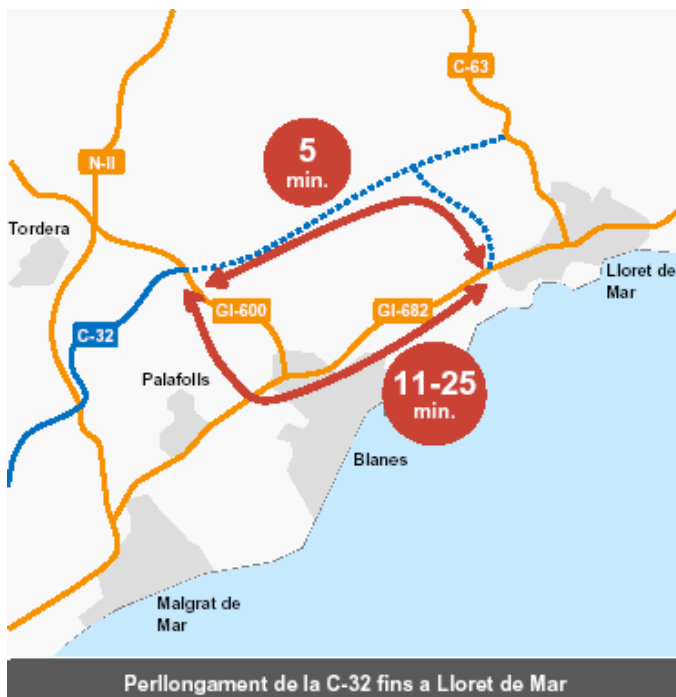 C-63
5
min.
N-II
Tordera
Lloret de
Mar
GI-600
GI-682
C-32
Palafolls
11-25
min.
Blanes
Malgrat de
Mar
Perllongament de la C-32 fins a Lloret de Mar